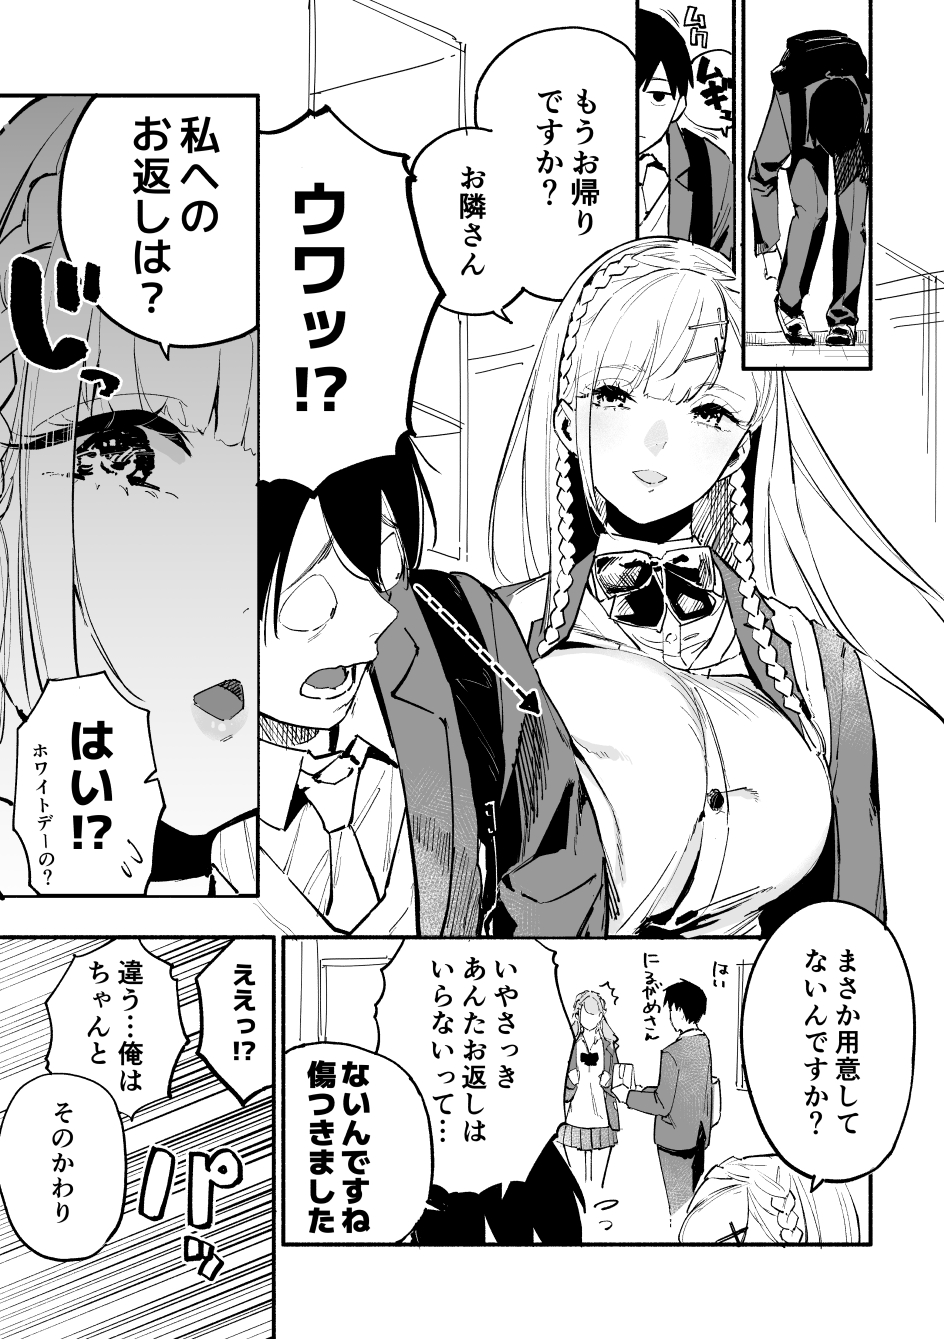 ムク
ムギュッ
もうお帰り
ですか？
お隣さん
ウワッ!?
私への
お返しは？
じっ
はい!?
ホワイトデーの？
まさか用意して
ないんですか？
はい
にるがめさん
いやさっき
あんたお返しは
いらないって…
ないんですね
傷つきました
ええっ!?
違う…俺は
ちゃんと
そのかわり
パッ